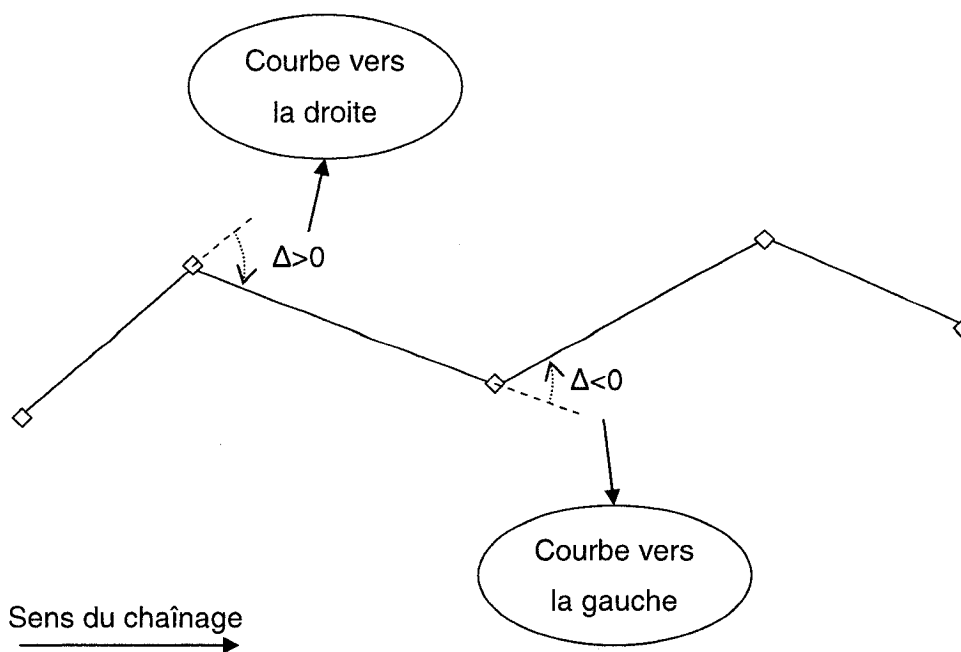 Courbe vers
la droite
Δ>0
Δ<0
Courbe vers
la gauche
Sens du chaînage